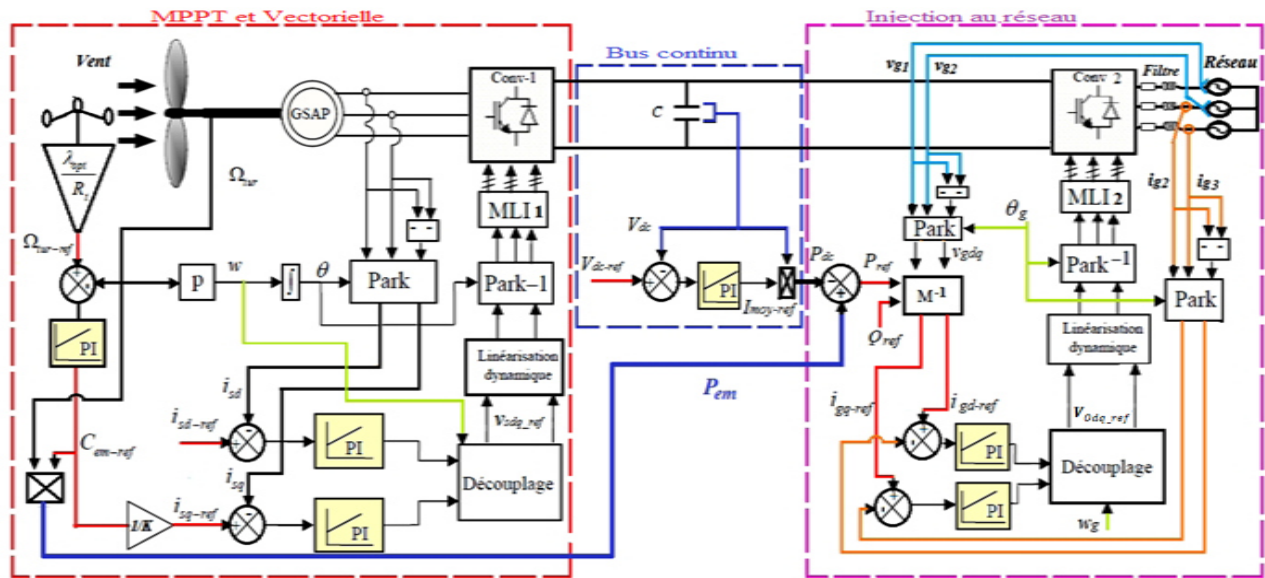 MPPT et Vectorielle
Injection au réseau
Bus continu
Vent
Conv-1
GSAP
C
vg1
vg2
Conv 2
Filtre
Réseau
λopt
Rt
Ωtur
MLI 1
MLI 2
ig2
ig3
θg
Ωtur-ref
p
w
∫
θ
Park
Park-1
Vdc
Vdc-ref
PI
Imoy-ref
Pdc
Pref
Park
vgdq
M-1
Qref
Park-1
Park
PI
Linéarisation
dynamique
Linéarisation
dynamique
isd
isd-ref
Pem
vsdq_ref
igq-ref
igd-ref
V0dq_ref
Cem-ref
PI
isq
Découplage
PI
Découplage
1/K
isq-ref
PI
PI
wg